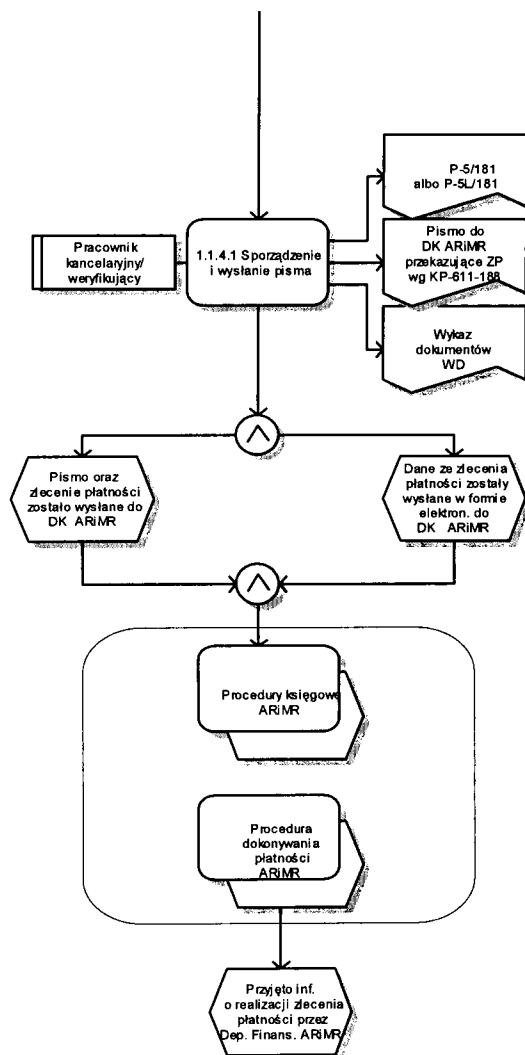 P-5/181
albo P-5L/181
Pracownik
kancelaryjny/
weryfikujący
1.1.4.1 Sporządzenie
i wysłanie pisma
Pismo do
DK ARiMR
przekazujące ZP
wg KP-611-188
Wykaz
dokumentów
WD
Pismo oraz
zlecenie płatności
zostało wysłane do
DK ARiMR
Dane ze zlecenia
płatności zostały
wysłane w formie
elektron. do
DK ARiMR
Procedury księgowe
ARiMR
Procedura
dokonywania
płatności
ARiMR
Przyjęto inf.
o realizacji zlecenia
płatności przez
Dep. Finans. ARiMR